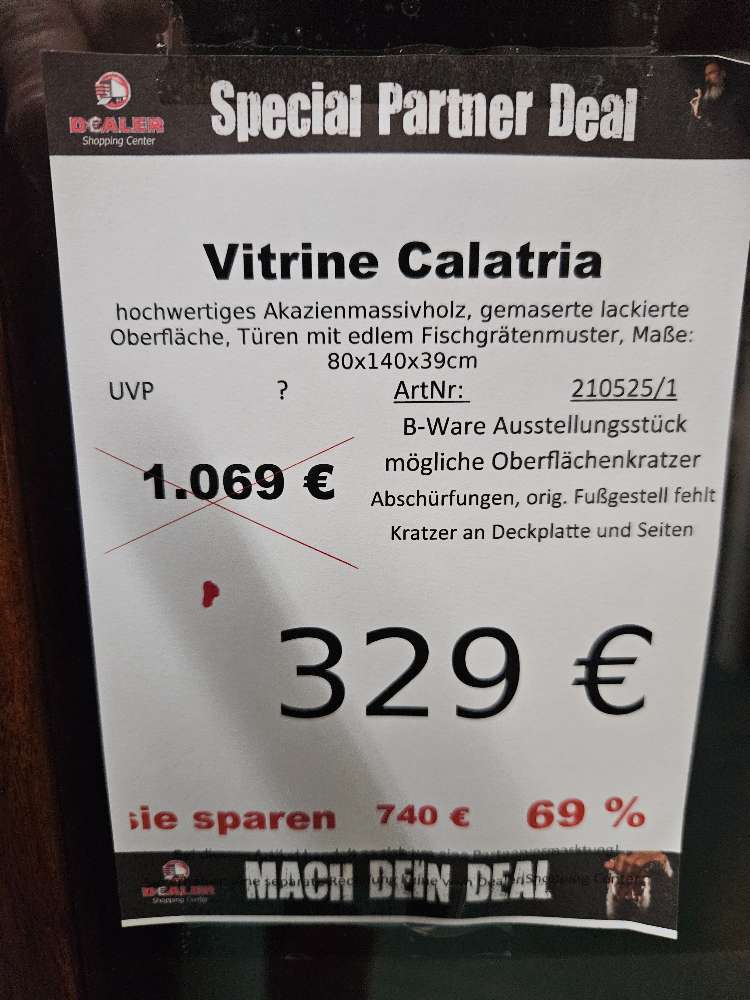 DEALER
Shopping Center
Special Partner Deal
Vitrine Calatria
hochwertiges Akazienmassivholz, gemaserte lackierte
Oberfläche, Türen mit edlem Fischgrätenmuster, Maße:
80x140x39cm
UVP ? ArtNr: 210525/1
B-Ware Ausstellungsstück
1.069 €
mögliche Oberflächenkratzer
Abschürfungen, orig. Fußgestell fehlt
Kratzer an Deckplatte und Seiten
329 €
sie sparen 740 € 69 %
MACH DEIN DEAL
DEALER
Shopping Center